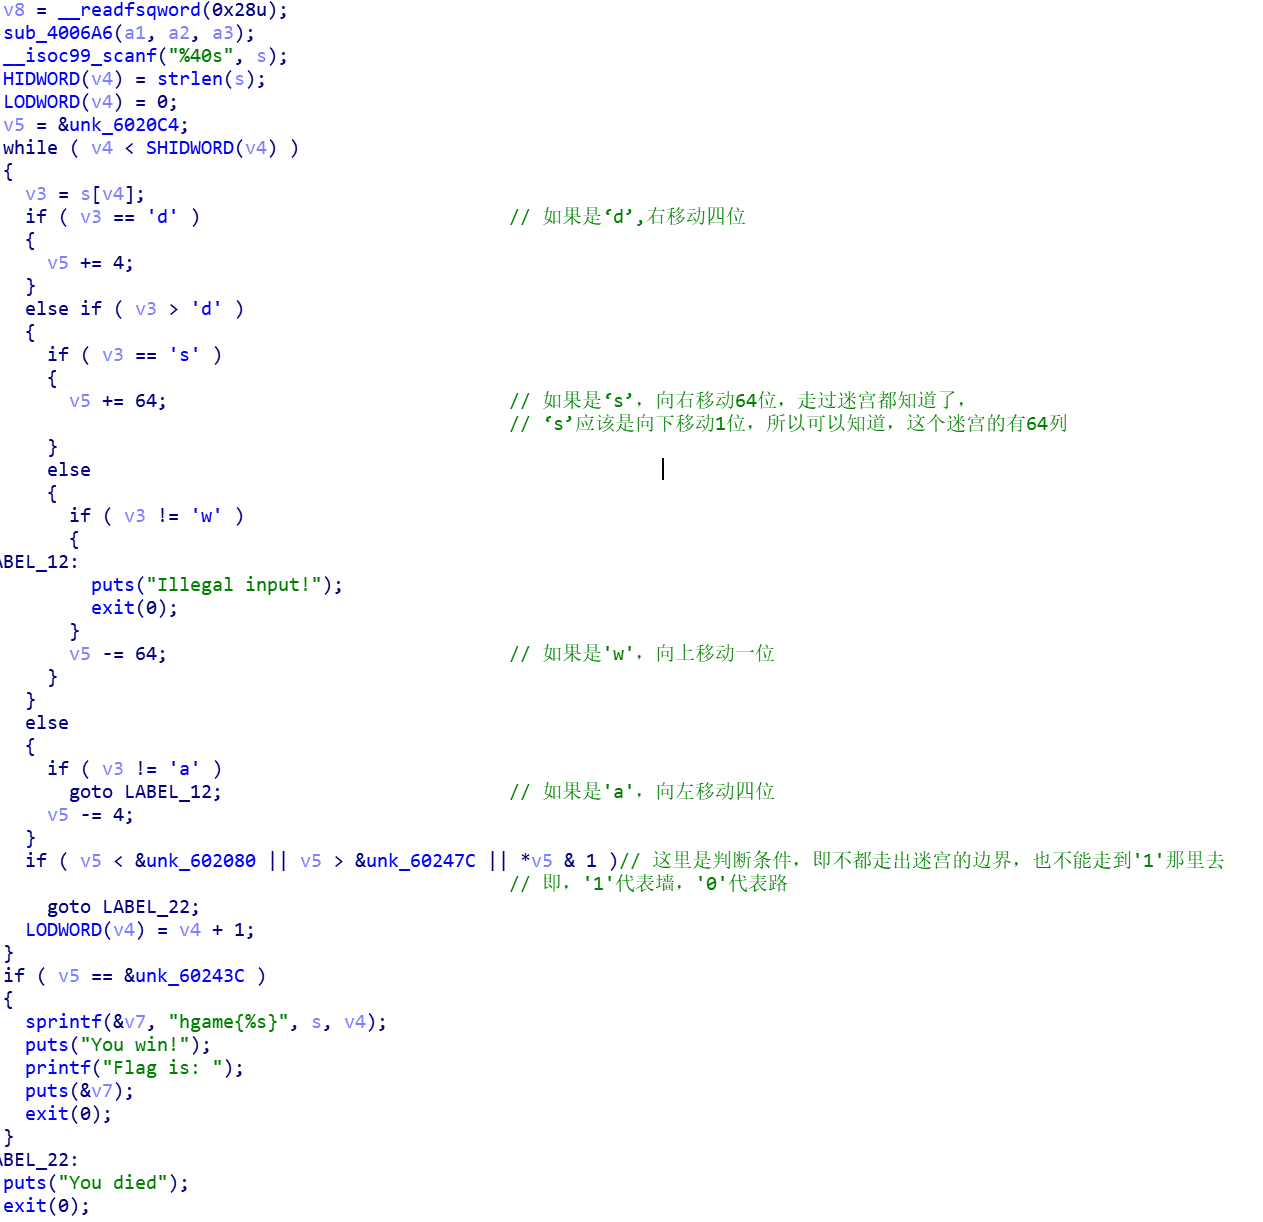 v8 = __readfsqword(0x28u);
sub_4006A6(a1, a2, a3);
__isoc99_scanf("%40s", s);
HIDWORD(v4) = strlen(s);
LODWORD(v4) = 0;
v5 = &unk_6020C4;
while ( v4 < SHIDWORD(v4) )
{
  v3 = s[v4];
  if ( v3 == 'd' )                            // 如果是‘d’,右移动四位
  {
    v5 += 4;
  }
  else if ( v3 > 'd' )
  {
    if ( v3 == 's' )
    {
      v5 += 64;                               // 如果是‘s’，向右移动64位，走过迷宫都知道了，
                                              // ‘s’应该是向下移动1位，所以可以知道，这个迷宫的有64列
    }
    else
    {
      if ( v3 != 'w' )
      {
ABEL_12:
        puts("Illegal input!");
        exit(0);
      }
      v5 -= 64;                               // 如果是'w'，向上移动一位
    }
  }
  else
  {
    if ( v3 != 'a' )
      goto LABEL_12;                          // 如果是'a'，向左移动四位
    v5 -= 4;
  }
  if ( v5 < &unk_602080 || v5 > &unk_60247C || *v5 & 1 )// 这里是判断条件，即不都走出迷宫的边界，也不能走到'1'那里去
                                              // 即，'1'代表墙，'0'代表路
    goto LABEL_22;
  LODWORD(v4) = v4 + 1;
}
if ( v5 == &unk_60243C )
{
  sprintf(&v7, "hgame{%s}", s, v4);
  puts("You win!");
  printf("Flag is: ");
  puts(&v7);
  exit(0);
}
ABEL_22:
puts("You died");
exit(0);